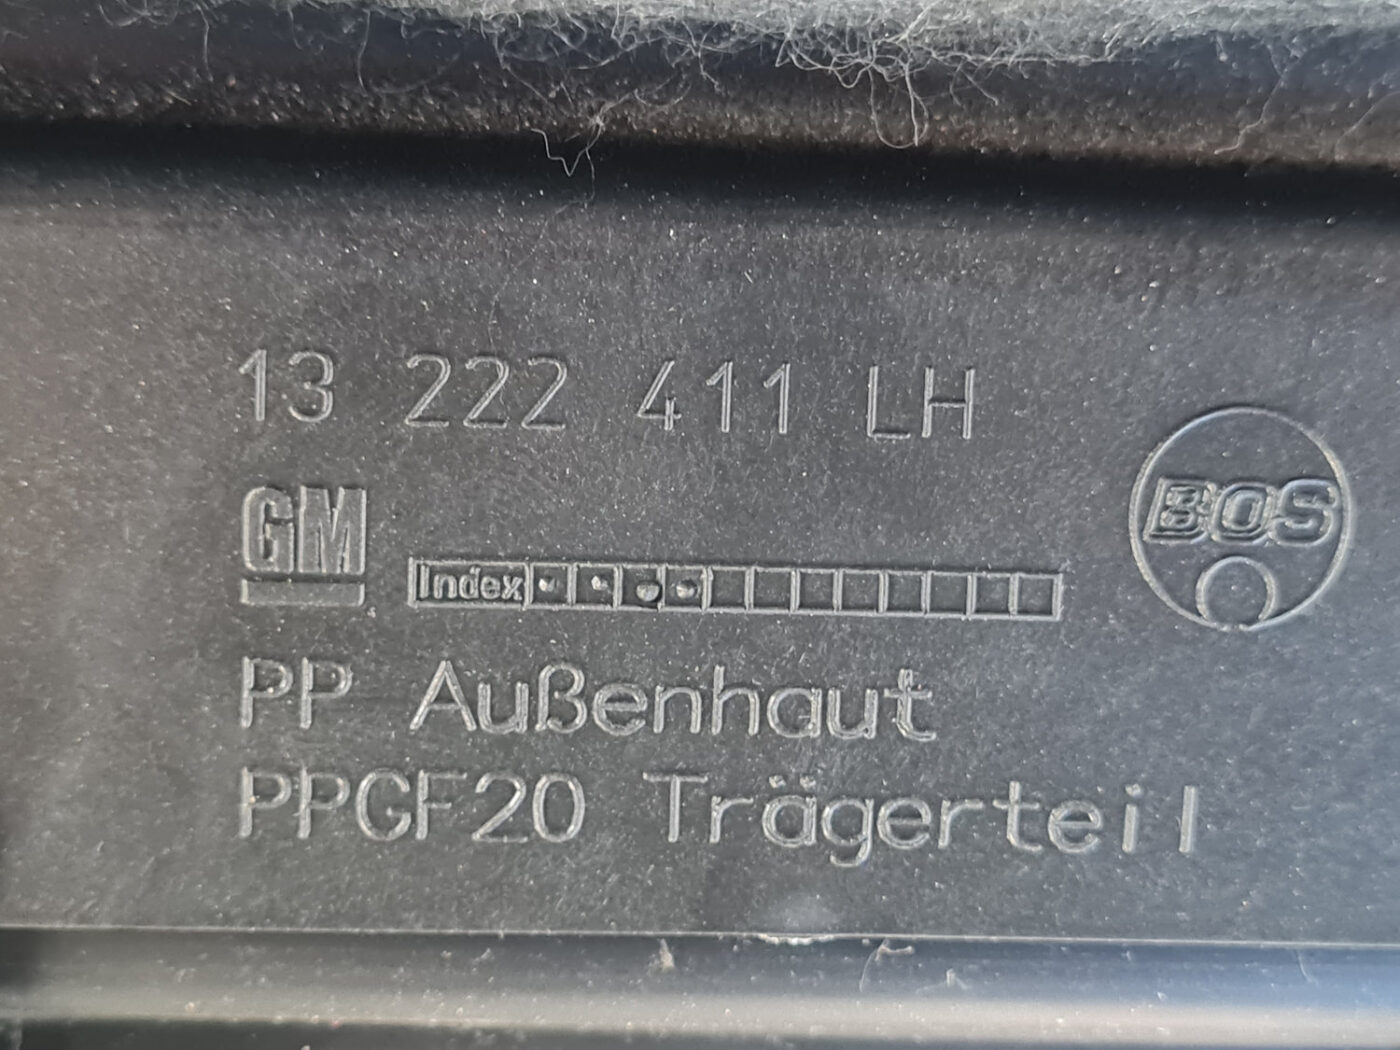 13 222 411 LH
GM
BOS
Index
PP Außenhaut
PPGF20 Trägerteil